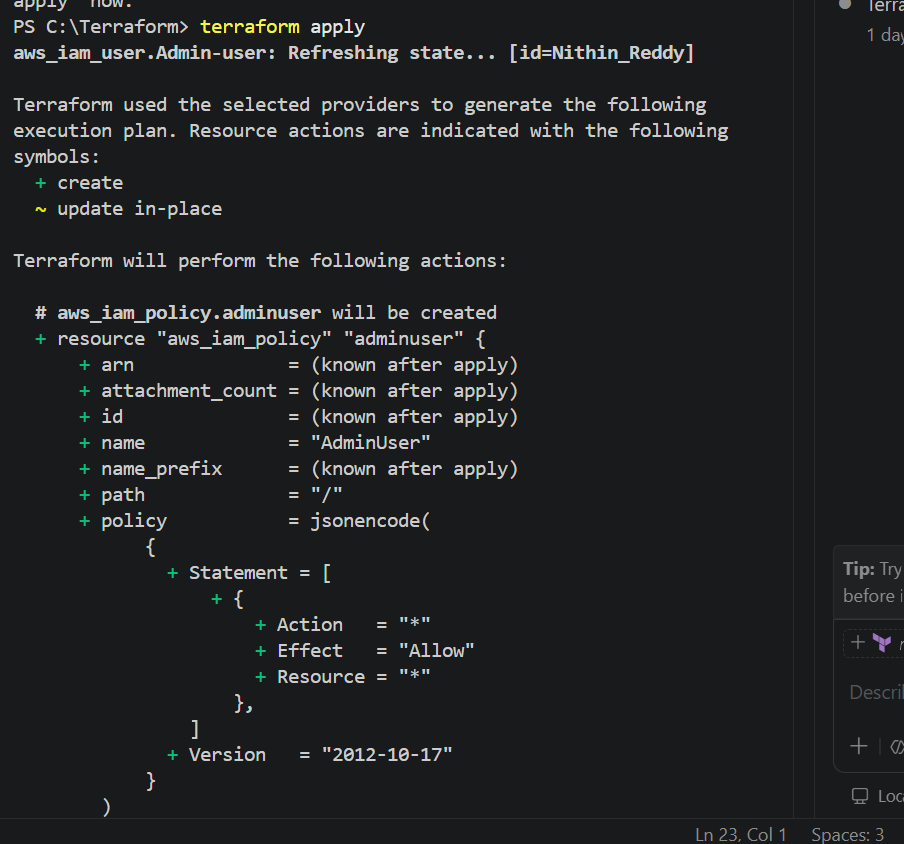 apply" now.
PS C:\Terraform> terraform apply
aws_iam_user.Admin-user: Refreshing state... [id=Nithin_Reddy]
Terraform used the selected providers to generate the following
execution plan. Resource actions are indicated with the following
symbols:
+ create
~ update in-place
Terraform will perform the following actions:
# aws_iam_policy.adminuser will be created
+ resource "aws_iam_policy" "adminuser" {
+ arn = (known after apply)
+ attachment_count = (known after apply)
+ id = (known after apply)
+ name = "AdminUser"
+ name_prefix = (known after apply)
+ path = "/"
+ policy = jsonencode(
{
+ Statement = [
+ {
+ Action = "*"
+ Effect = "Allow"
+ Resource = "*"
},
]
+ Version = "2012-10-17"
}
)
1 day
Tip: Try
before
Ln 23, Col 1 Spaces: 3